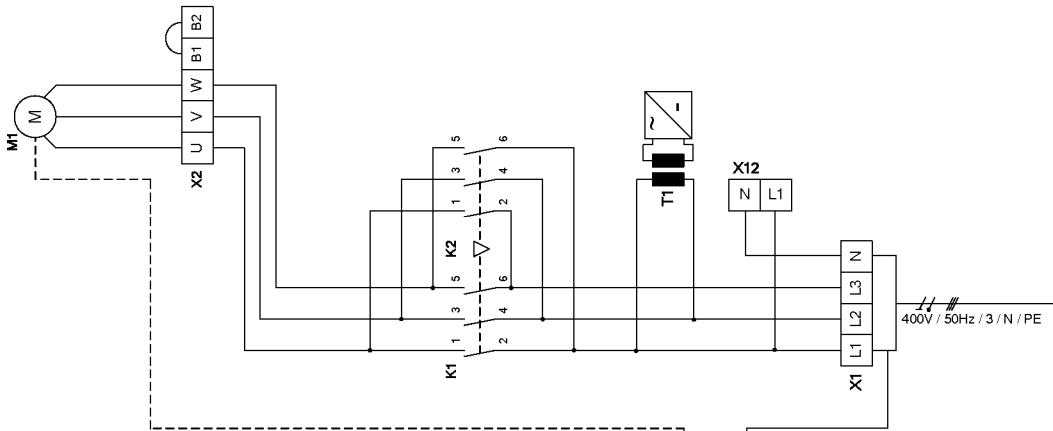 B2
B1
W
V
U
X2
M
M1
5
6
3
4
1
2
K2
5
6
3
4
1
2
K1
~
-
T1
X12
N
L1
N
L3
L2
L1
X1
400V / 50Hz / 3 / N / PE